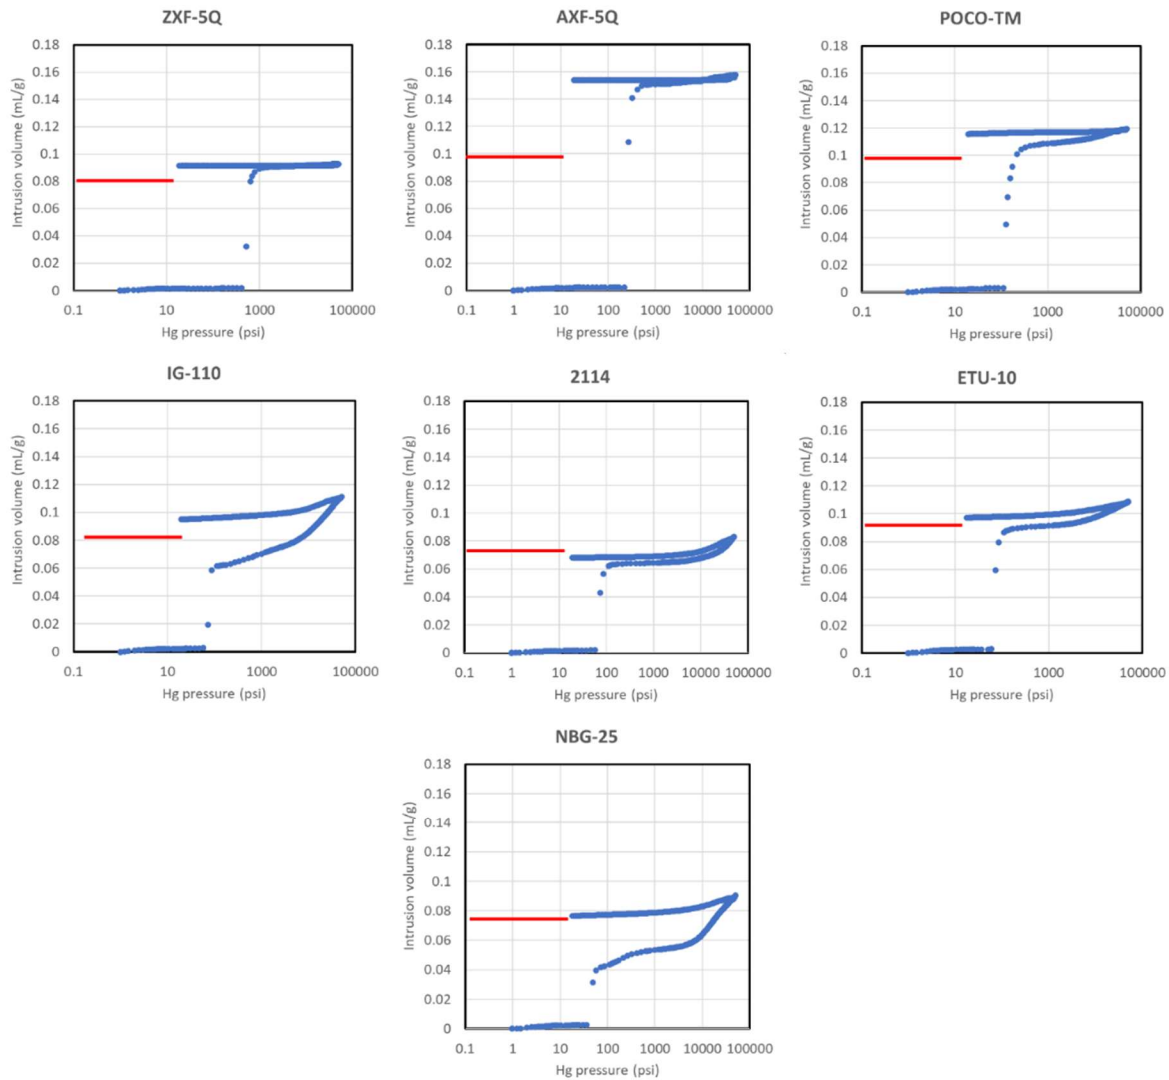 ZXF-5Q
Intrusion volume (mL/g)
0.18
0.16
0.14
0.12
0.1
0.08
0.06
0.04
0.02
0
0.1 10 1000 100000
Hg pressure (psi)
AXF-5Q
Intrusion volume (mL/g)
0.18
0.16
0.14
0.12
0.1
0.08
0.06
0.04
0.02
0
0.1 1 10 100 1000 10000 100000
Hg pressure (psi)
POCO-TM
Intrusion volume (mL/g)
0.18
0.16
0.14
0.12
0.1
0.08
0.06
0.04
0.02
0
0.1 10 1000 100000
Hg pressure (psi)
IG-110
Intrusion volume (mL/g)
0.18
0.16
0.14
0.12
0.1
0.08
0.06
0.04
0.02
0
0.1 10 1000 100000
Hg pressure (psi)
2114
Intrusion volume (mL/g)
0.18
0.16
0.14
0.12
0.1
0.08
0.06
0.04
0.02
0
0.1 1 10 100 1000 10000 100000
Hg pressure (psi)
ETU-10
Intrusion volume (mL/g)
0.18
0.16
0.14
0.12
0.1
0.08
0.06
0.04
0.02
0
0.1 10 1000 100000
Hg pressure (psi)
NBG-25
Intrusion volume (mL/g)
0.18
0.16
0.14
0.12
0.1
0.08
0.06
0.04
0.02
0
0.1 1 10 100 1000 10000 100000
Hg pressure (psi)